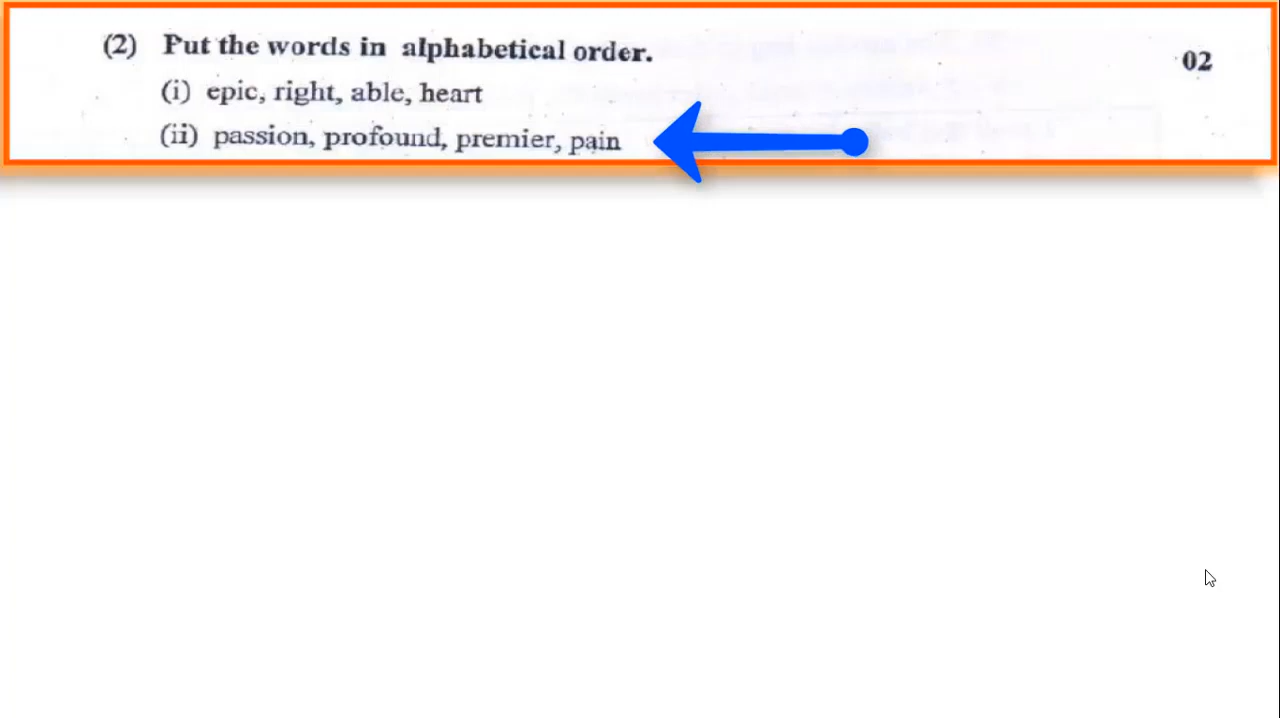 (2) Put the words in alphabetical order. 02
(i) epic, right, able, heart
(ii) passion, profound, premier, pain